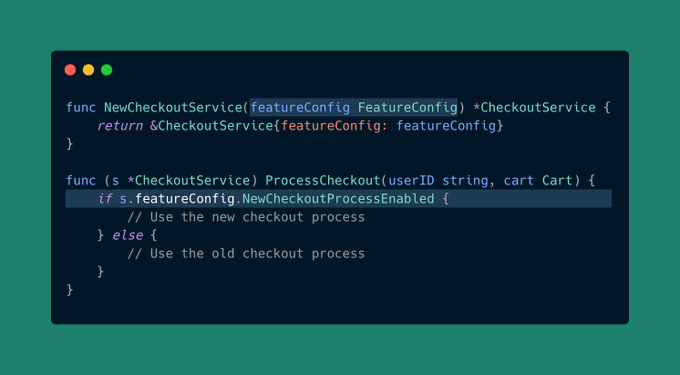 func NewCheckoutService(featureConfig FeatureConfig) *CheckoutService {
    return &CheckoutService{featureConfig: featureConfig}
}

func (s *CheckoutService) ProcessCheckout(userID string, cart Cart) {
    if s.featureConfig.NewCheckoutProcessEnabled {
        // Use the new checkout process
    } else {
        // Use the old checkout process
    }
}